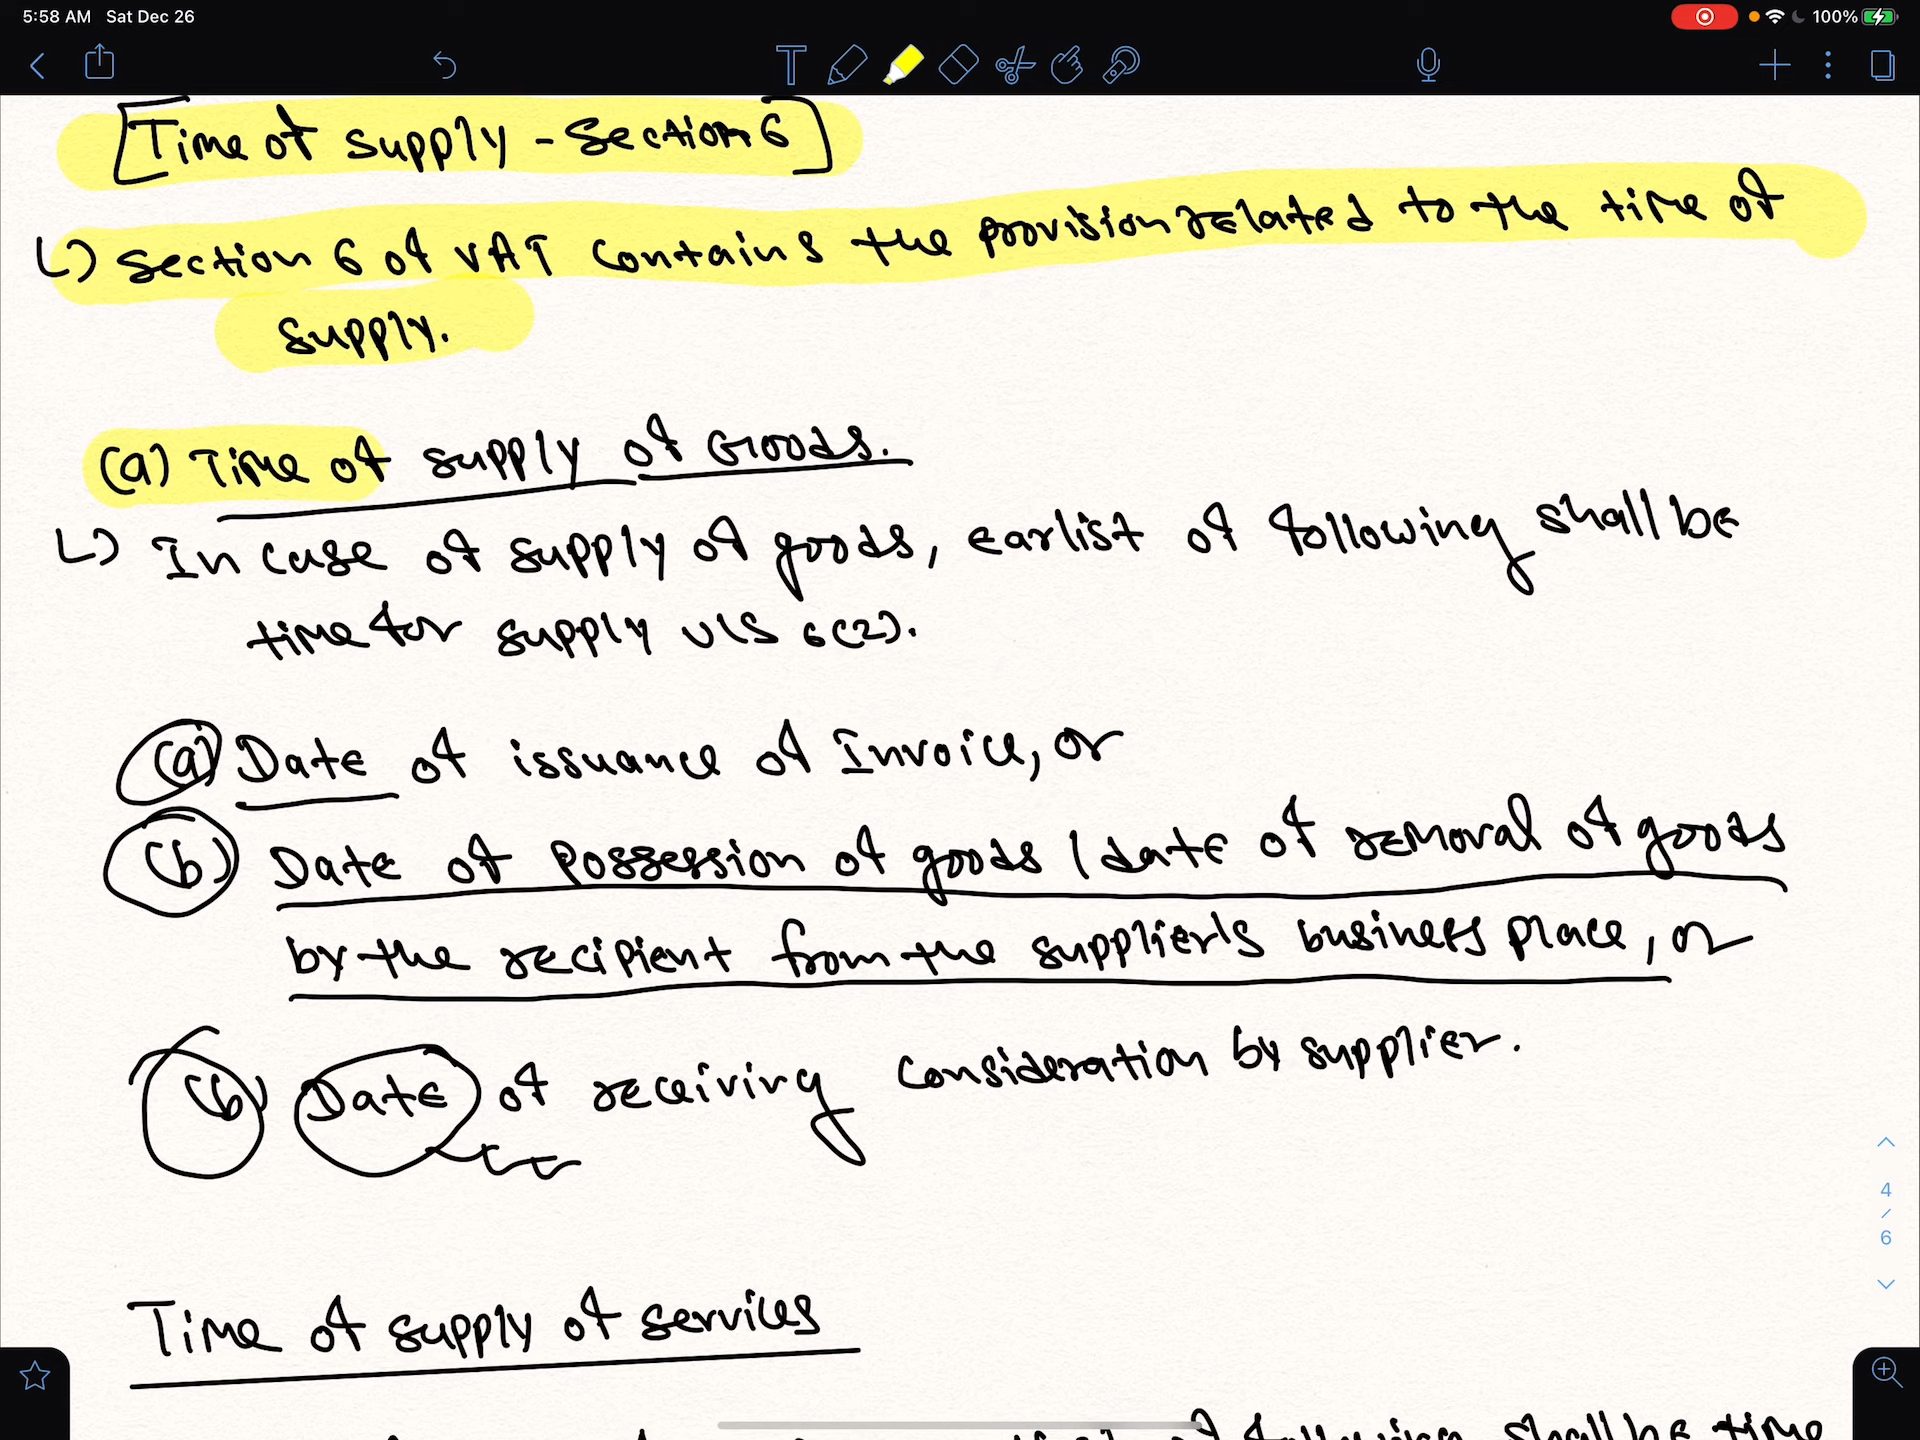 5:58 AM Sat Dec 26
100%
[Time of supply - Section 6]
Section 6 of VAT contains the provision related to the time of
supply.
(a) Time of supply of Goods.
In case of supply of goods, earlist of following shall be
time for supply U/S 6(2).
(a) Date of issuance of Invoice, or
(b) Date of possession of goods / date of removal of goods
by the recipient from the supplier's business place, or
(b) Date of receiving consideration by supplier.
4
/
6
Time of supply of services
following shall be time